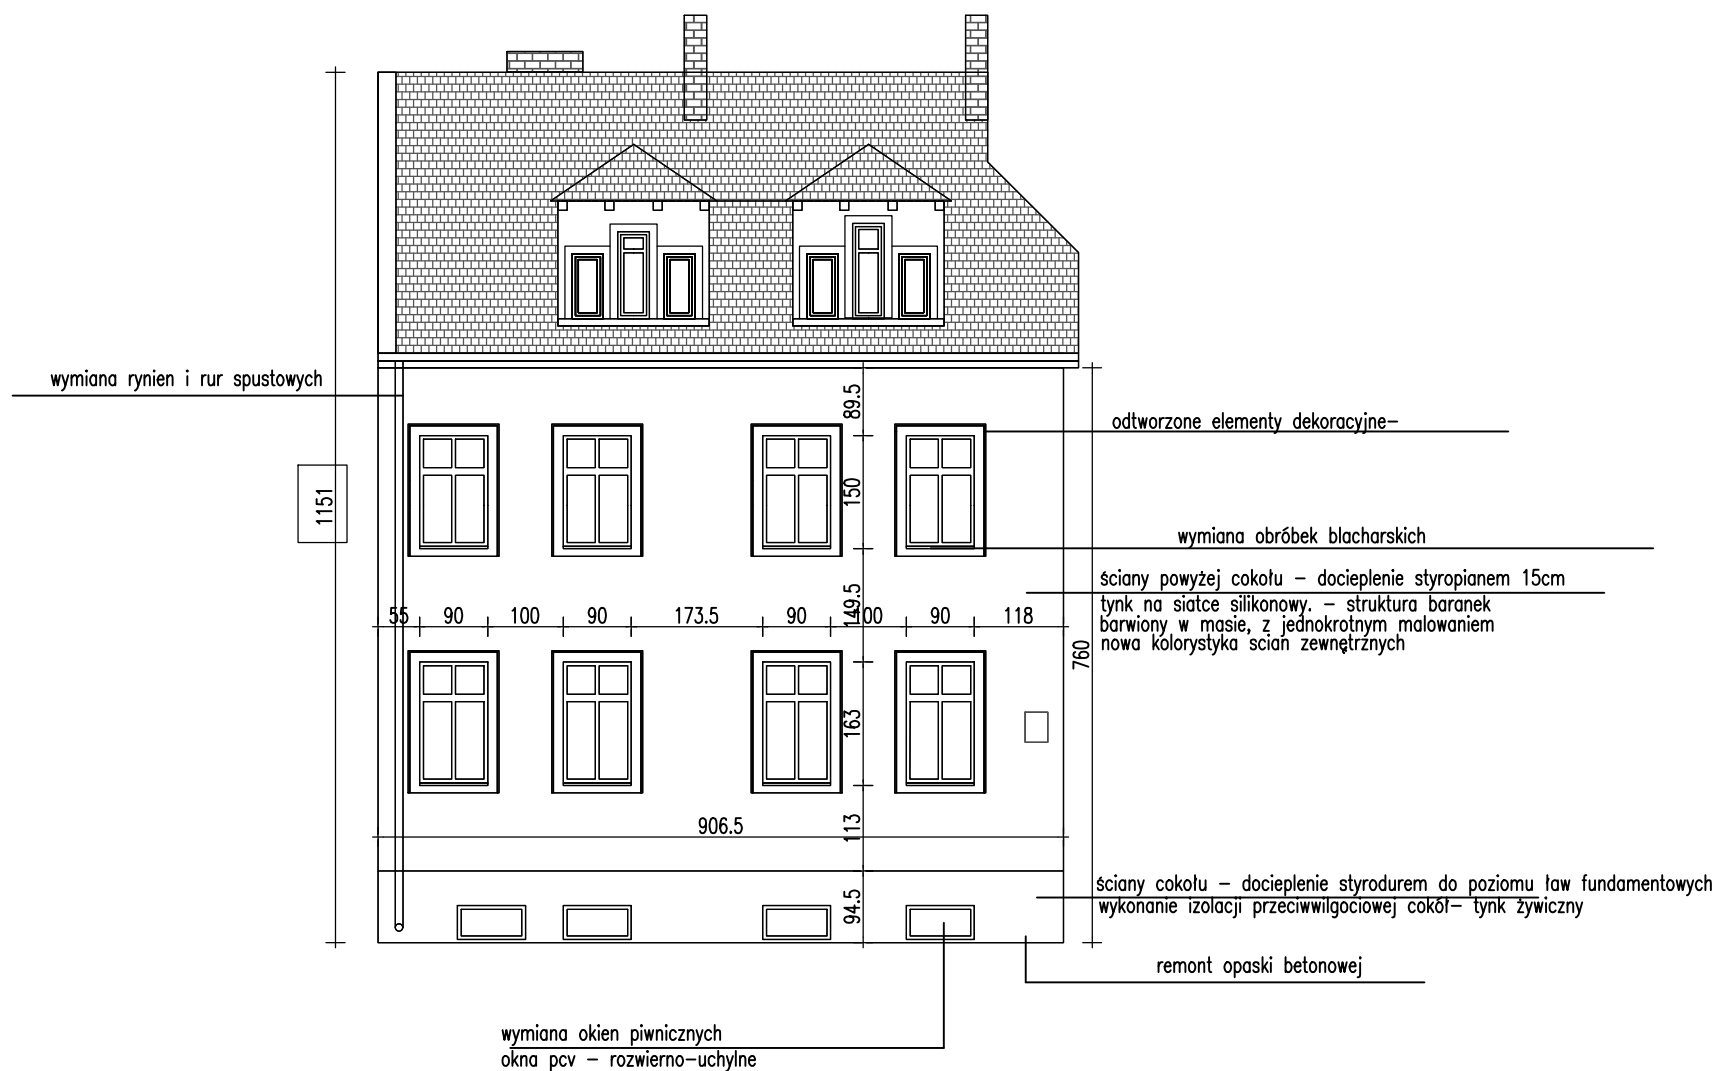 wymiana rynien i rur spustowych
1151
89.5
150
149.5
163
113
94.5
55 90 100 90 173.5 90 100 90 118
906.5
760
odtworzone elementy dekoracyjne-
wymiana obróbek blacharskich
ściany powyżej cokołu - docieplenie styropianem 15cm
tynk na siatce silikonowy. - struktura baranek
barwiony w masie, z jednokrotnym malowaniem
nowa kolorystyka scian zewnętrznych
ściany cokołu - docieplenie styrodurem do poziomu ław fundamentowych
wykonanie izolacji przeciwwilgociowej cokół- tynk żywiczny
remont opaski betonowej
wymiana okien piwnicznych
okna pcv - rozwierno-uchylne